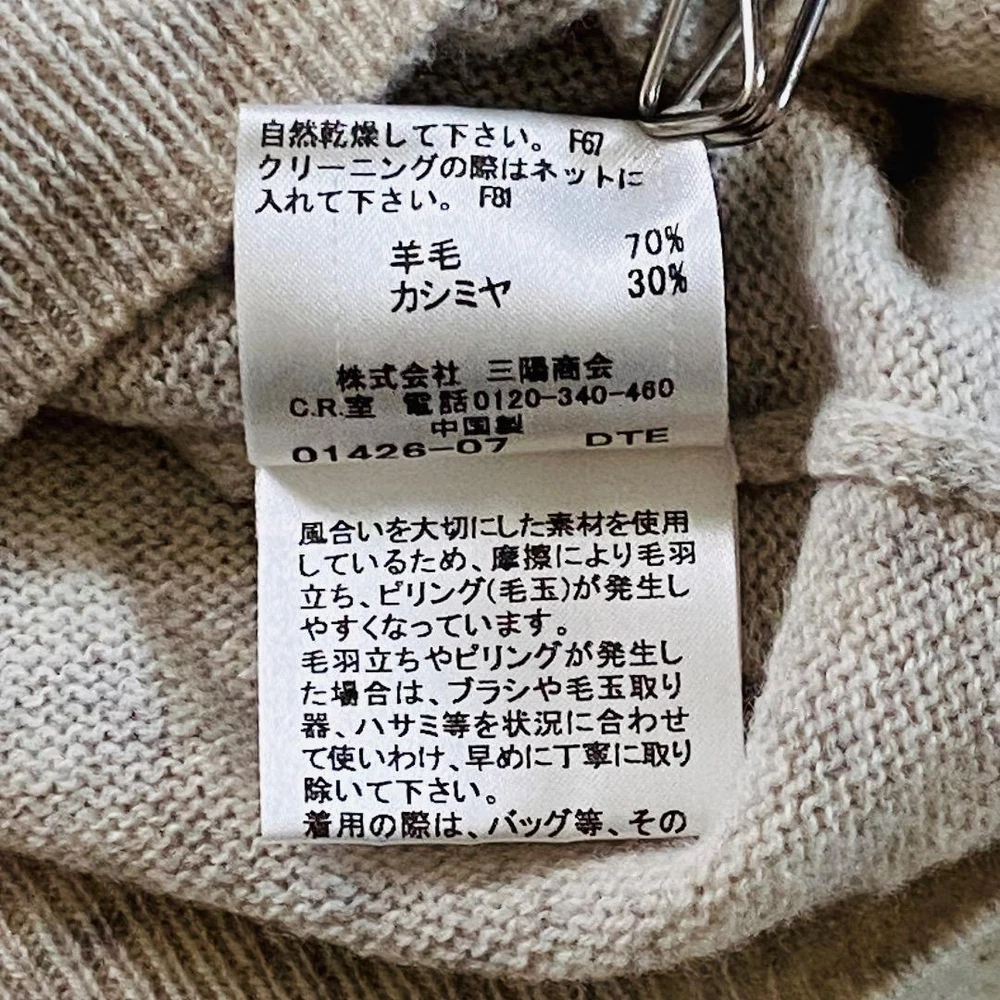 自然乾燥して下さい。 F67
クリーニングの際はネットに
入れて下さい。 F81
羊毛 70%
カシミヤ 30%
株式会社 三陽商会
C.R.室 電話0120-340-460
中国製
01426-07 DTE
風合いを大切にした素材を使用
しているため、摩擦により毛羽
立ち、ピリング(毛玉)が発生し
やすくなっています。
毛羽立ちやピリングが発生し
た場合は、ブラシや毛玉取り
器、ハサミ等を状況に合わせ
て使いわけ、早めに丁寧に取り
除いて下さい。
着用の際は、バッグ等、その